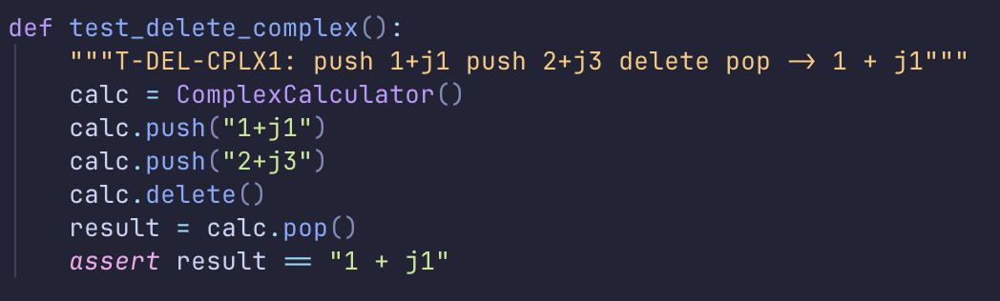 def test_delete_complex():
"""T-DEL-CPLX1: push 1+j1 push 2+j3 delete pop -> 1 + j1"""
calc = ComplexCalculator()
calc.push("1+j1")
calc.push("2+j3")
calc.delete()
result = calc.pop()
assert result == "1 + j1"